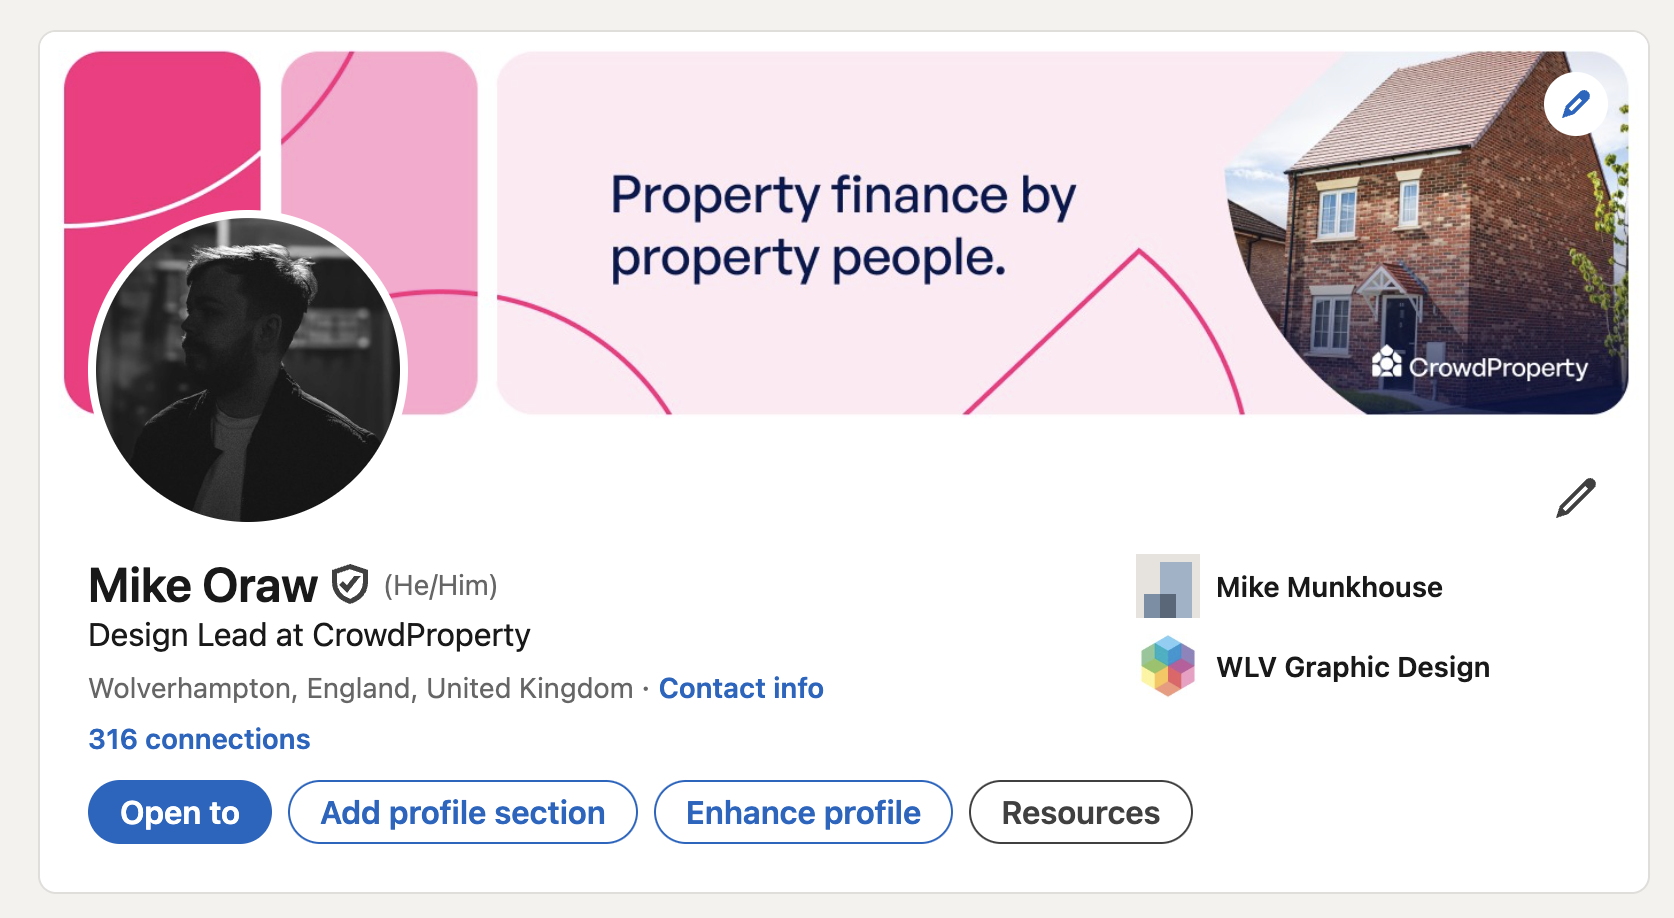 Property finance by
property people.
CrowdProperty
Mike Oraw (He/Him)
Design Lead at CrowdProperty
Wolverhampton, England, United Kingdom · Contact info
316 connections
Open to
Add profile section
Enhance profile
Resources
Mike Munkhouse
WLV Graphic Design